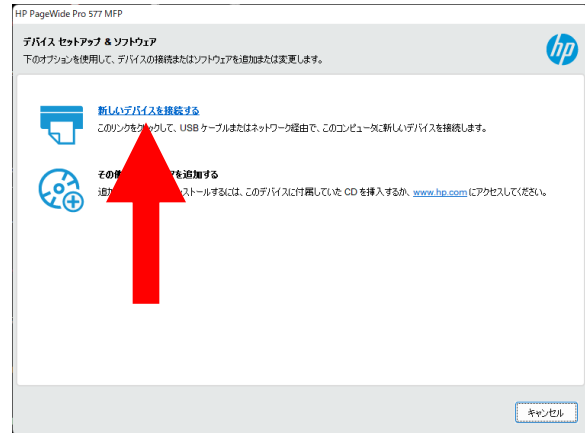 HP PageWide Pro 577 MFP
デバイス セットアップ & ソフトウェア
下のオプションを使用して、デバイスの接続またはソフトウェアを追加または変更します。
hp
新しいデバイスを接続する
このリンクをクリックして、USB ケーブルまたはネットワーク経由で、このコンピュータに新しいデバイスを接続します。
その他 を追加する
追加 ストールするには、このデバイスに付属していた CD を挿入するか、www.hp.com にアクセスしてください。
キャンセル